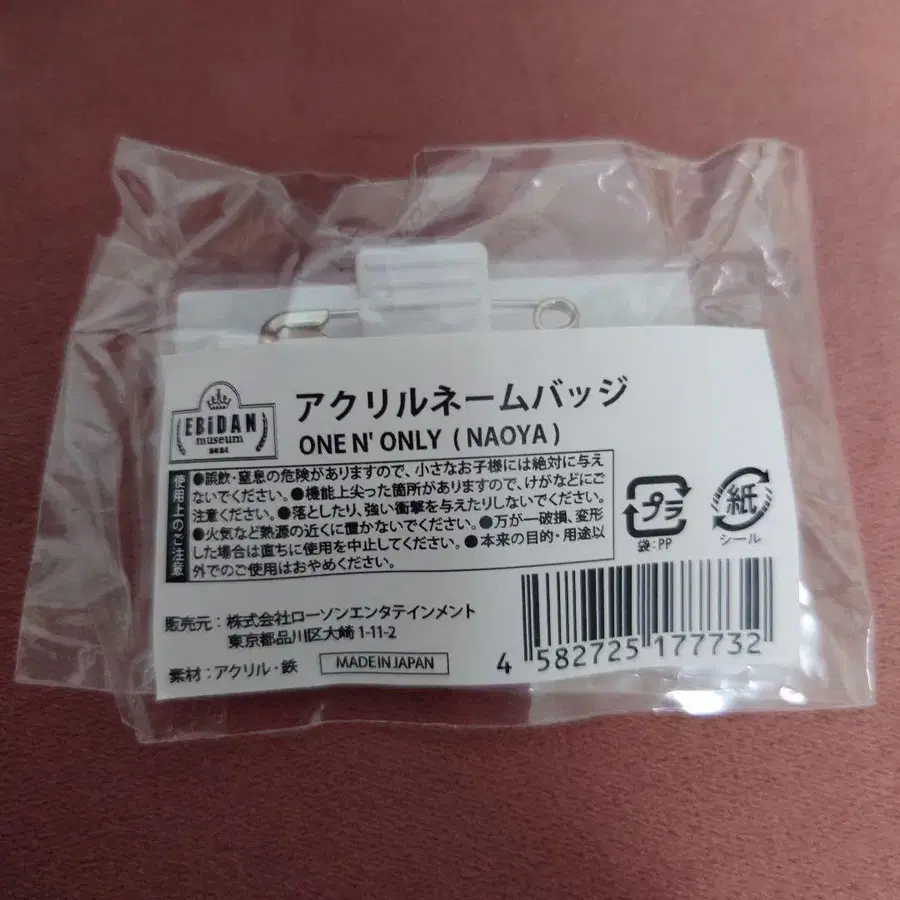 EBiDAN
museum
アクリルネームバッジ
ONE N' ONLY ( NAOYA )
使用上のご注意
●誤飲・窒息の危険がありますので、小さなお子様には絶対に与え
ないでください。●機能上尖った箇所がありますので、けがなどにご
注意ください。●落としたり、強い衝撃を与えたりしないでください。
●火気など熱源の近くに置かないでください。●万が一破損、変形
した場合は直ちに使用を中止してください。●本来の目的・用途以
外でのご使用はおやめください。
プラ
袋:PP
紙
シール
販売元：株式会社ローソンエンタテインメント
東京都品川区大崎 1-11-2
素材：アクリル・鉄
MADE IN JAPAN
4 582725 177732